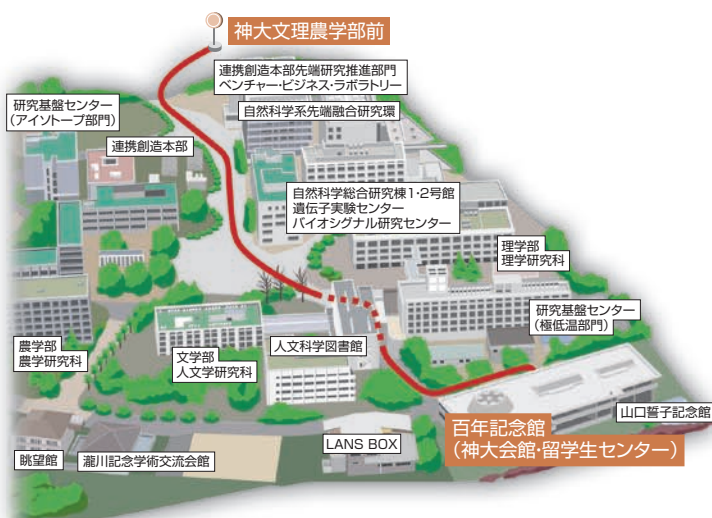 神大文理農学部前
連携創造本部先端研究推進部門
ベンチャー・ビジネス・ラボラトリー
研究基盤センター
（アイソトープ部門）
自然科学系先端融合研究環
連携創造本部
自然科学総合研究棟1・2号館
遺伝子実験センター
バイオシグナル研究センター
理学部
理学研究科
研究基盤センター
（極低温部門）
農学部
農学研究科
文学部
人文学研究科
人文科学図書館
山口誓子記念館
百年記念館
（神大会館・留学生センター）
LANS BOX
眺望館
瀧川記念学術交流会館